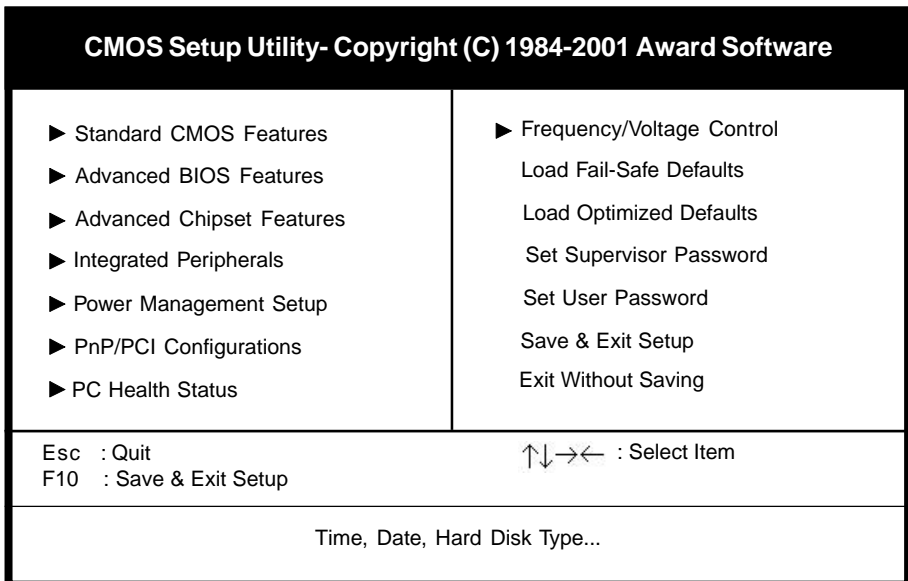 CMOS Setup Utility- Copyright (C) 1984-2001 Award Software
▶ Standard CMOS Features
▶ Advanced BIOS Features
▶ Advanced Chipset Features
▶ Integrated Peripherals
▶ Power Management Setup
▶ PnP/PCI Configurations
▶ PC Health Status
▶ Frequency/Voltage Control
Load Fail-Safe Defaults
Load Optimized Defaults
Set Supervisor Password
Set User Password
Save & Exit Setup
Exit Without Saving
Esc : Quit
F10 : Save & Exit Setup
↑↓→← : Select Item
Time, Date, Hard Disk Type...